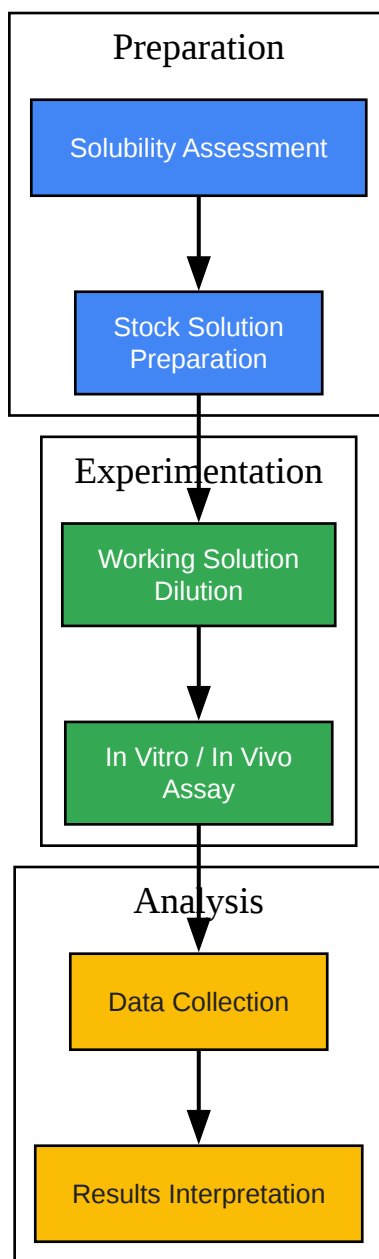 Preparation
Solubility Assessment
Stock Solution
Preparation
Experimentation
Working Solution
Dilution
In Vitro / In Vivo
Assay
Analysis
Data Collection
Results Interpretation